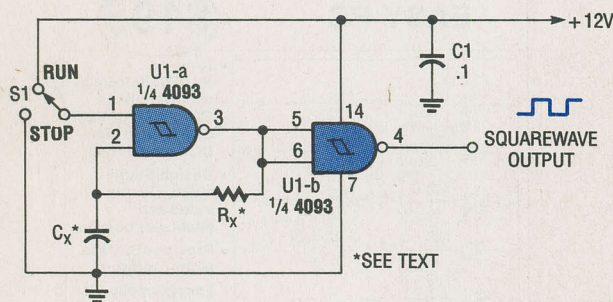 +12V
C1
.1
RUN
S1
STOP
U1-a
1/4 4093
1
2
3
5
6
14
4
7
U1-b
1/4 4093
SQUAREWAVE
OUTPUT
RX*
CX*
*SEE TEXT